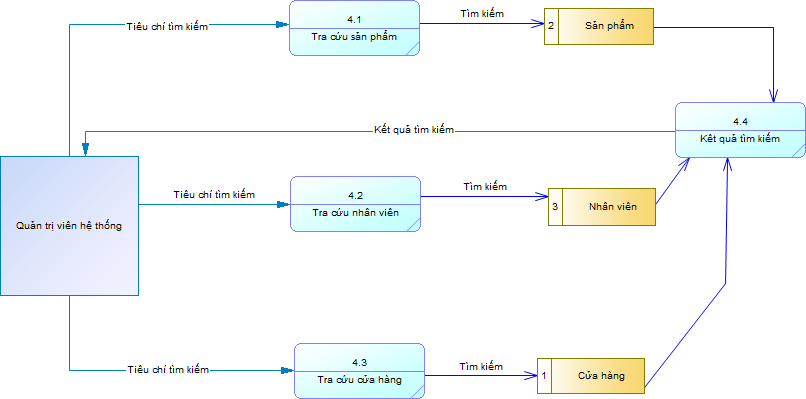 4.1
Tiêu chí tìm kiếm
Tra cứu sản phẩm
Tìm kiếm
2
Sản phẩm
4.4
Kết quả tìm kiếm
Kết quả tìm kiếm
Quản trị viên hệ thống
Tiêu chí tìm kiếm
4.2
Tra cứu nhân viên
Tìm kiếm
3
Nhân viên
4.3
Tiêu chí tìm kiếm
Tra cứu cửa hàng
Tìm kiếm
1
Cửa hàng